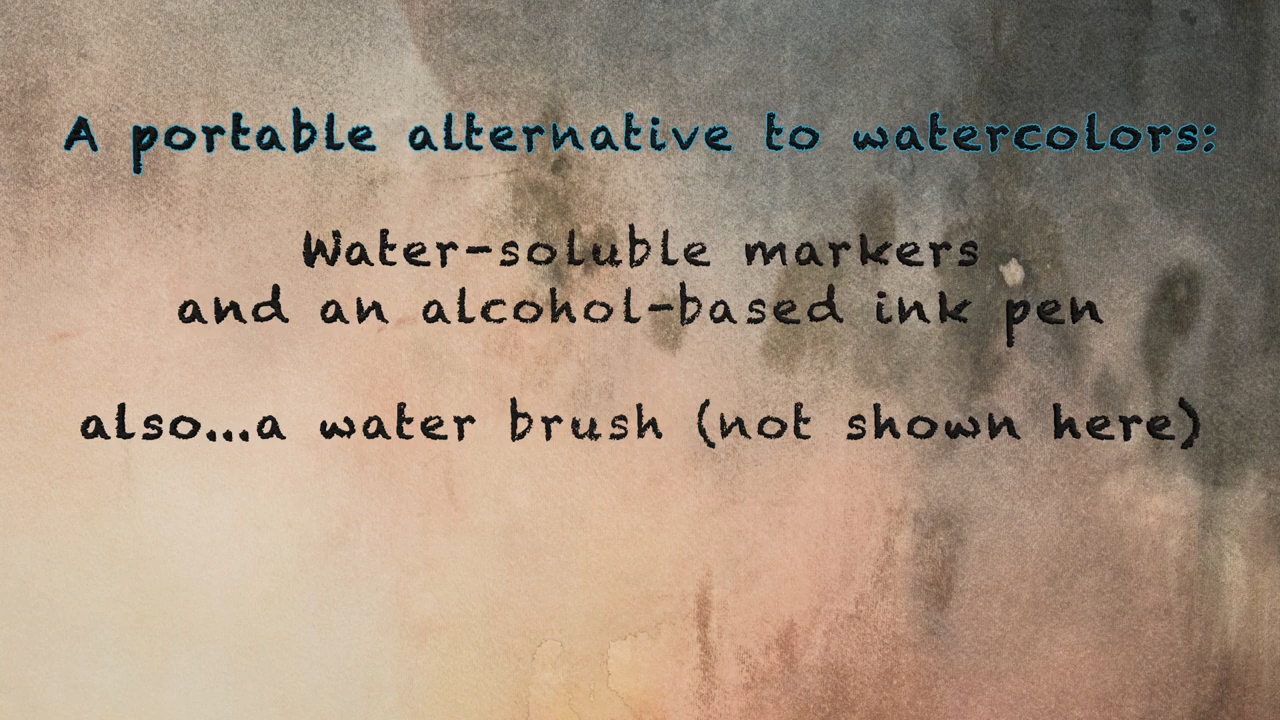 A portable alternative to watercolors:
Water-soluble markers
and an alcohol-based ink pen
also...a water brush (not shown here)